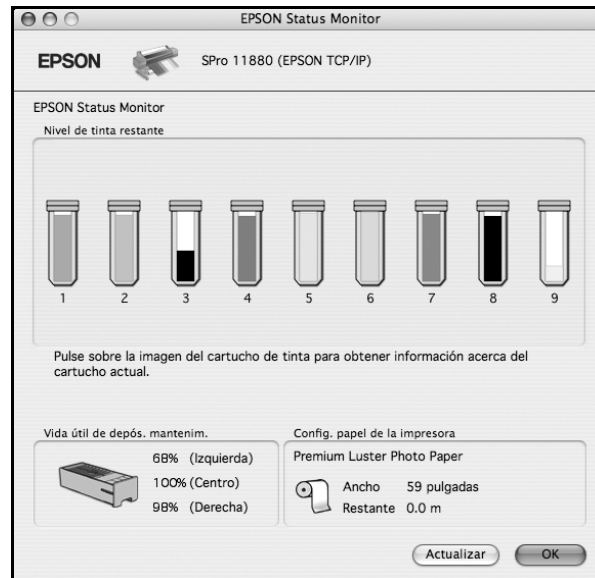 EPSON Status Monitor
EPSON SPro 11880 (EPSON TCP/IP)
EPSON Status Monitor
Nivel de tinta restante
1 2 3 4 5 6 7 8 9
Pulse sobre la imagen del cartucho de tinta para obtener información acerca del
cartucho actual.
Vida útil de depós. mantenim.
68% (Izquierda)
100% (Centro)
98% (Derecha)
Config. papel de la impresora
Premium Luster Photo Paper
Ancho 59 pulgadas
Restante 0.0 m
Actualizar OK